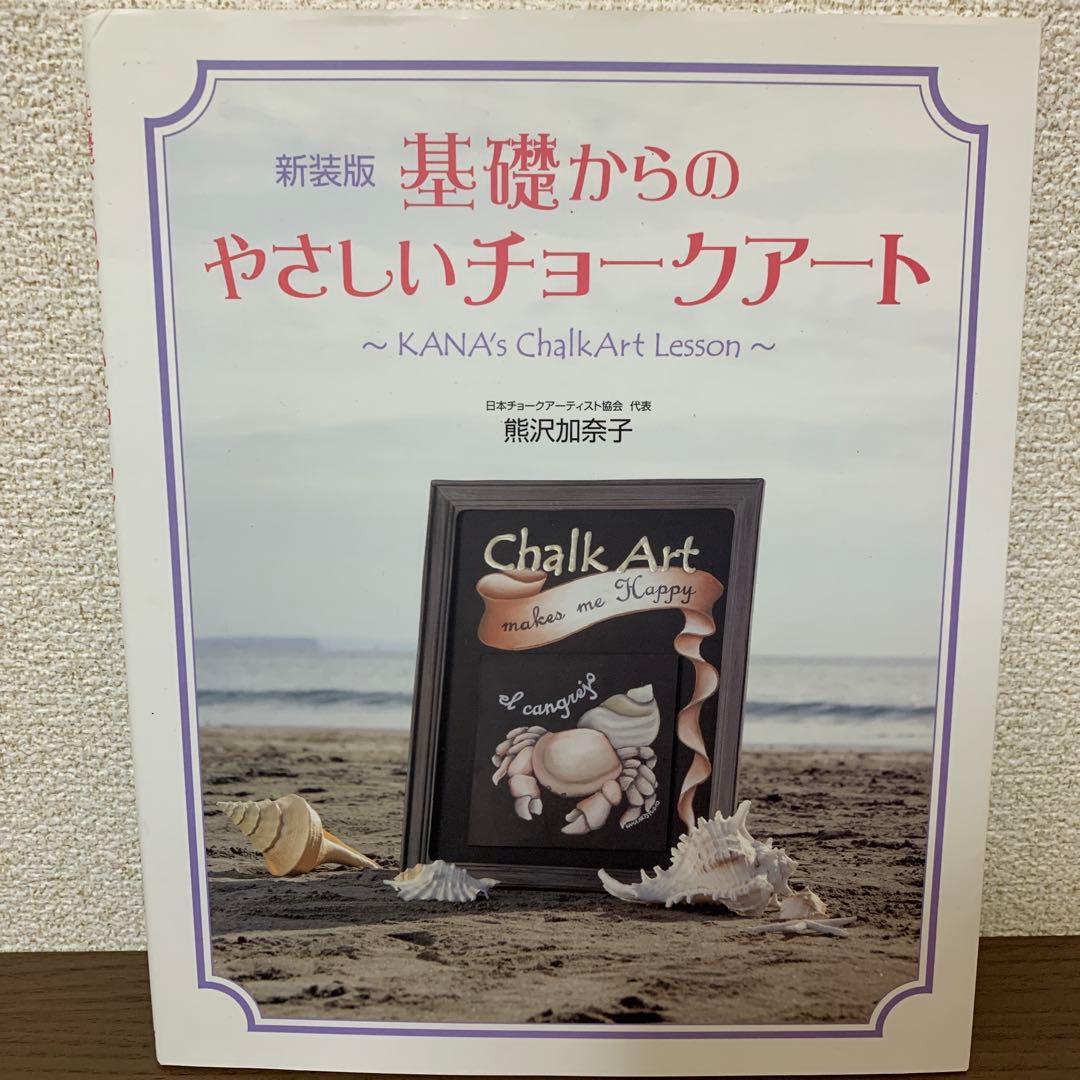 新装版 基礎からの
やさしいチョークアート
～ KANA's ChalkArt Lesson ～
日本チョークアーティスト協会 代表
熊沢加奈子
Chalk Art
makes me Happy
el cangrejo